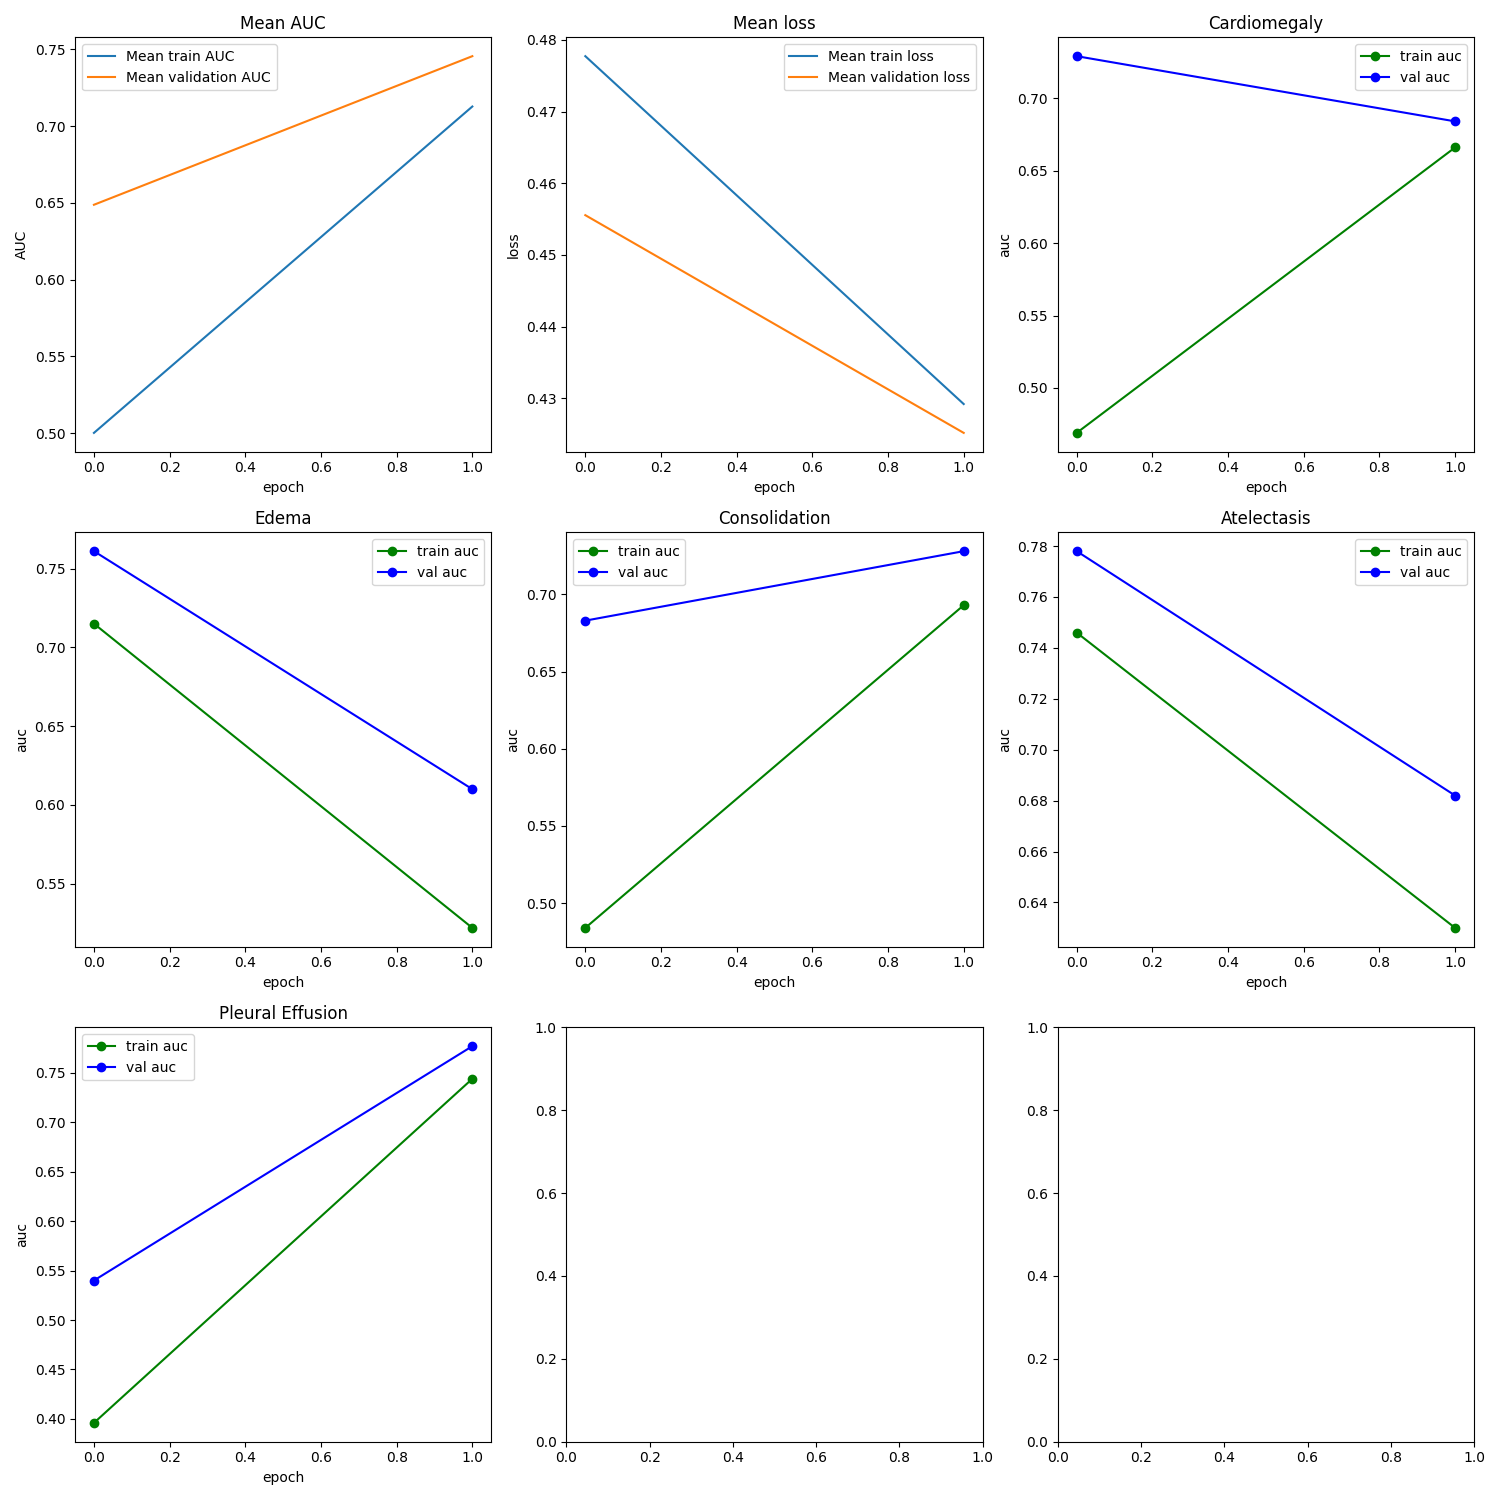 Mean AUC
Mean train AUC
Mean validation AUC
0.75
0.70
0.65
0.60
0.55
0.50
AUC
0.0 0.2 0.4 0.6 0.8 1.0
epoch
Mean loss
Mean train loss
Mean validation loss
0.48
0.47
0.46
0.45
0.44
0.43
loss
0.0 0.2 0.4 0.6 0.8 1.0
epoch
Cardiomegaly
train auc
val auc
0.70
0.65
0.60
0.55
0.50
auc
0.0 0.2 0.4 0.6 0.8 1.0
epoch
Edema
train auc
val auc
0.75
0.70
0.65
0.60
0.55
auc
0.0 0.2 0.4 0.6 0.8 1.0
epoch
Consolidation
train auc
val auc
0.70
0.65
0.60
0.55
0.50
auc
0.0 0.2 0.4 0.6 0.8 1.0
epoch
Atelectasis
train auc
val auc
0.78
0.76
0.74
0.72
0.70
0.68
0.66
0.64
auc
0.0 0.2 0.4 0.6 0.8 1.0
epoch
Pleural Effusion
train auc
val auc
0.75
0.70
0.65
0.60
0.55
0.50
0.45
0.40
auc
0.0 0.2 0.4 0.6 0.8 1.0
epoch
1.0
0.8
0.6
0.4
0.2
0.0
0.0 0.2 0.4 0.6 0.8 1.0
1.0
0.8
0.6
0.4
0.2
0.0
0.0 0.2 0.4 0.6 0.8 1.0